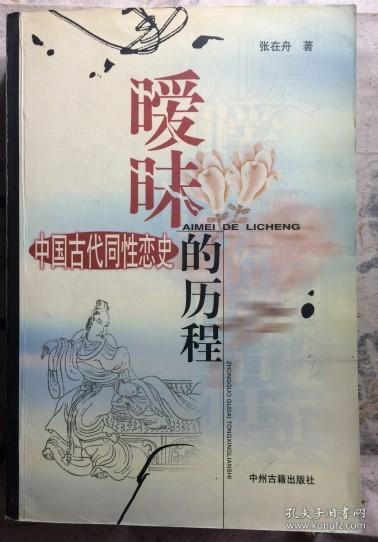 张在舟 著
暧昧
的历程
AIMEI DE LICHENG
中国古代同性恋史
ZHONGGUO GUDAI TONGXINGLIANSHI
中州古籍出版社
孔夫子旧书网
www.kongfz.com